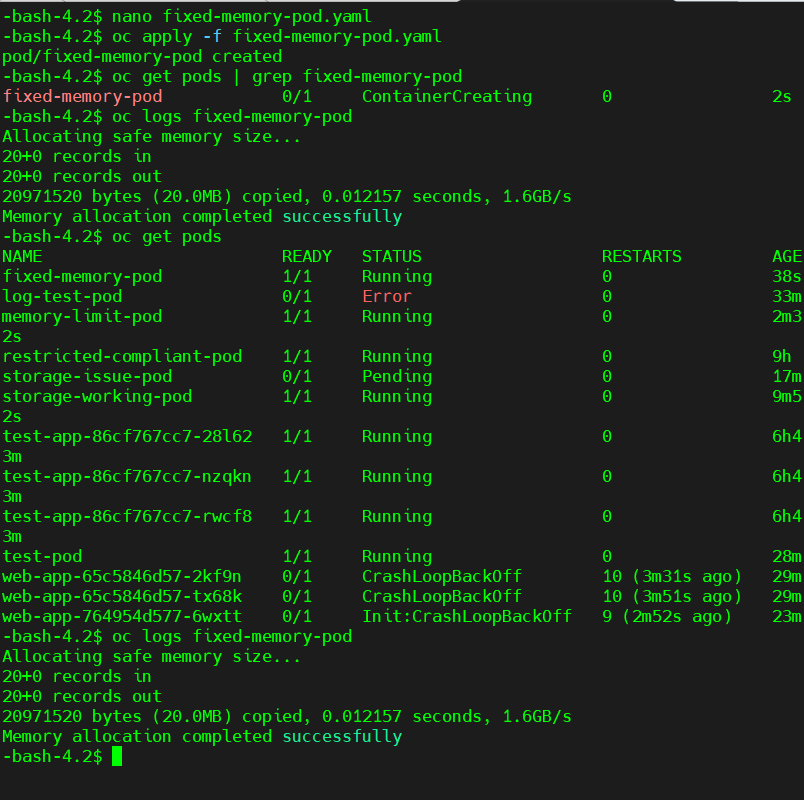 -bash-4.2$ nano fixed-memory-pod.yaml
-bash-4.2$ oc apply -f fixed-memory-pod.yaml
pod/fixed-memory-pod created
-bash-4.2$ oc get pods | grep fixed-memory-pod
fixed-memory-pod            0/1     ContainerCreating       0                2s
-bash-4.2$ oc logs fixed-memory-pod
Allocating safe memory size...
20+0 records in
20+0 records out
20971520 bytes (20.0MB) copied, 0.012157 seconds, 1.6GB/s
Memory allocation completed successfully
-bash-4.2$ oc get pods
NAME                        READY   STATUS                  RESTARTS         AGE
fixed-memory-pod            1/1     Running                 0                38s
log-test-pod                0/1     Error                   0                33m
memory-limit-pod            1/1     Running                 0                2m3
2s
restricted-compliant-pod    1/1     Running                 0                9h
storage-issue-pod           0/1     Pending                 0                17m
storage-working-pod         1/1     Running                 0                9m5
2s
test-app-86cf767cc7-28l62   1/1     Running                 0                6h4
3m
test-app-86cf767cc7-nzqkn   1/1     Running                 0                6h4
3m
test-app-86cf767cc7-rwcf8   1/1     Running                 0                6h4
3m
test-pod                    1/1     Running                 0                28m
web-app-65c5846d57-2kf9n    0/1     CrashLoopBackOff        10 (3m31s ago)   29m
web-app-65c5846d57-tx68k    0/1     CrashLoopBackOff        10 (3m51s ago)   29m
web-app-764954d577-6wxtt    0/1     Init:CrashLoopBackOff   9 (2m52s ago)    23m
-bash-4.2$ oc logs fixed-memory-pod
Allocating safe memory size...
20+0 records in
20+0 records out
20971520 bytes (20.0MB) copied, 0.012157 seconds, 1.6GB/s
Memory allocation completed successfully
-bash-4.2$